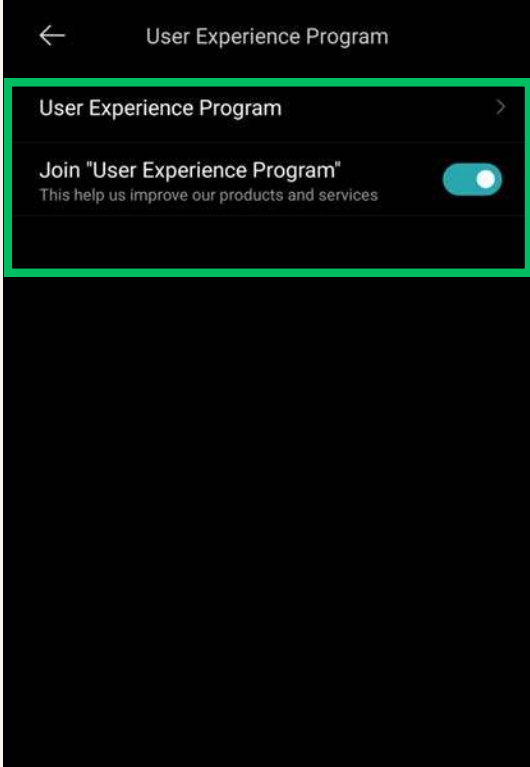 User Experience Program
User Experience Program
Join "User Experience Program"
This help us improve our products and services